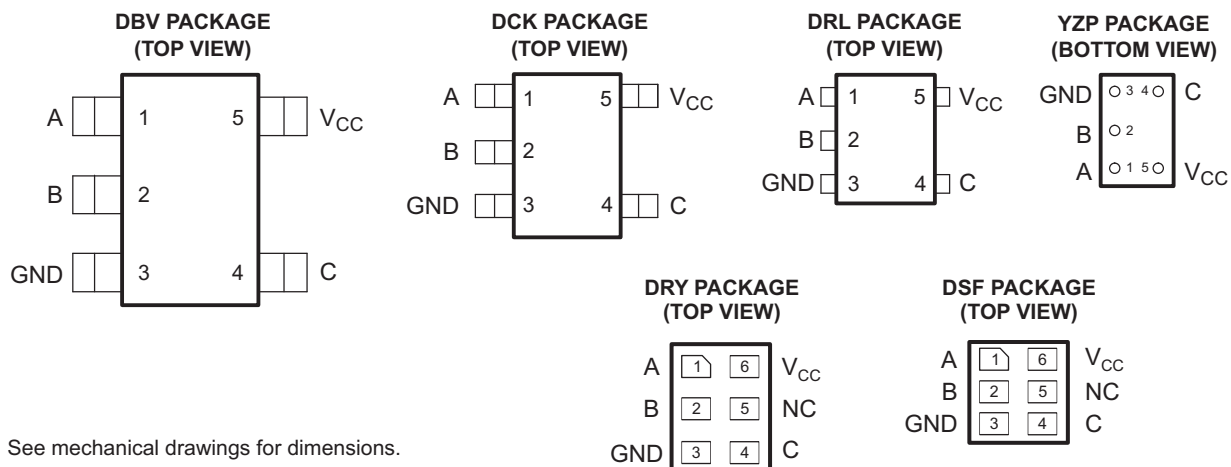 DBV PACKAGE
(TOP VIEW)
A 1 5 VCC
B 2
GND 3 4 C
DCK PACKAGE
(TOP VIEW)
A 1 5 VCC
B 2
GND 3 4 C
DRL PACKAGE
(TOP VIEW)
A 1 5 VCC
B 2
GND 3 4 C
YZP PACKAGE
(BOTTOM VIEW)
GND 3 4 C
B 2
A 1 5 VCC
DRY PACKAGE
(TOP VIEW)
A 1 6 VCC
B 2 5 NC
GND 3 4 C
DSF PACKAGE
(TOP VIEW)
A 1 6 VCC
B 2 5 NC
GND 3 4 C
See mechanical drawings for dimensions.